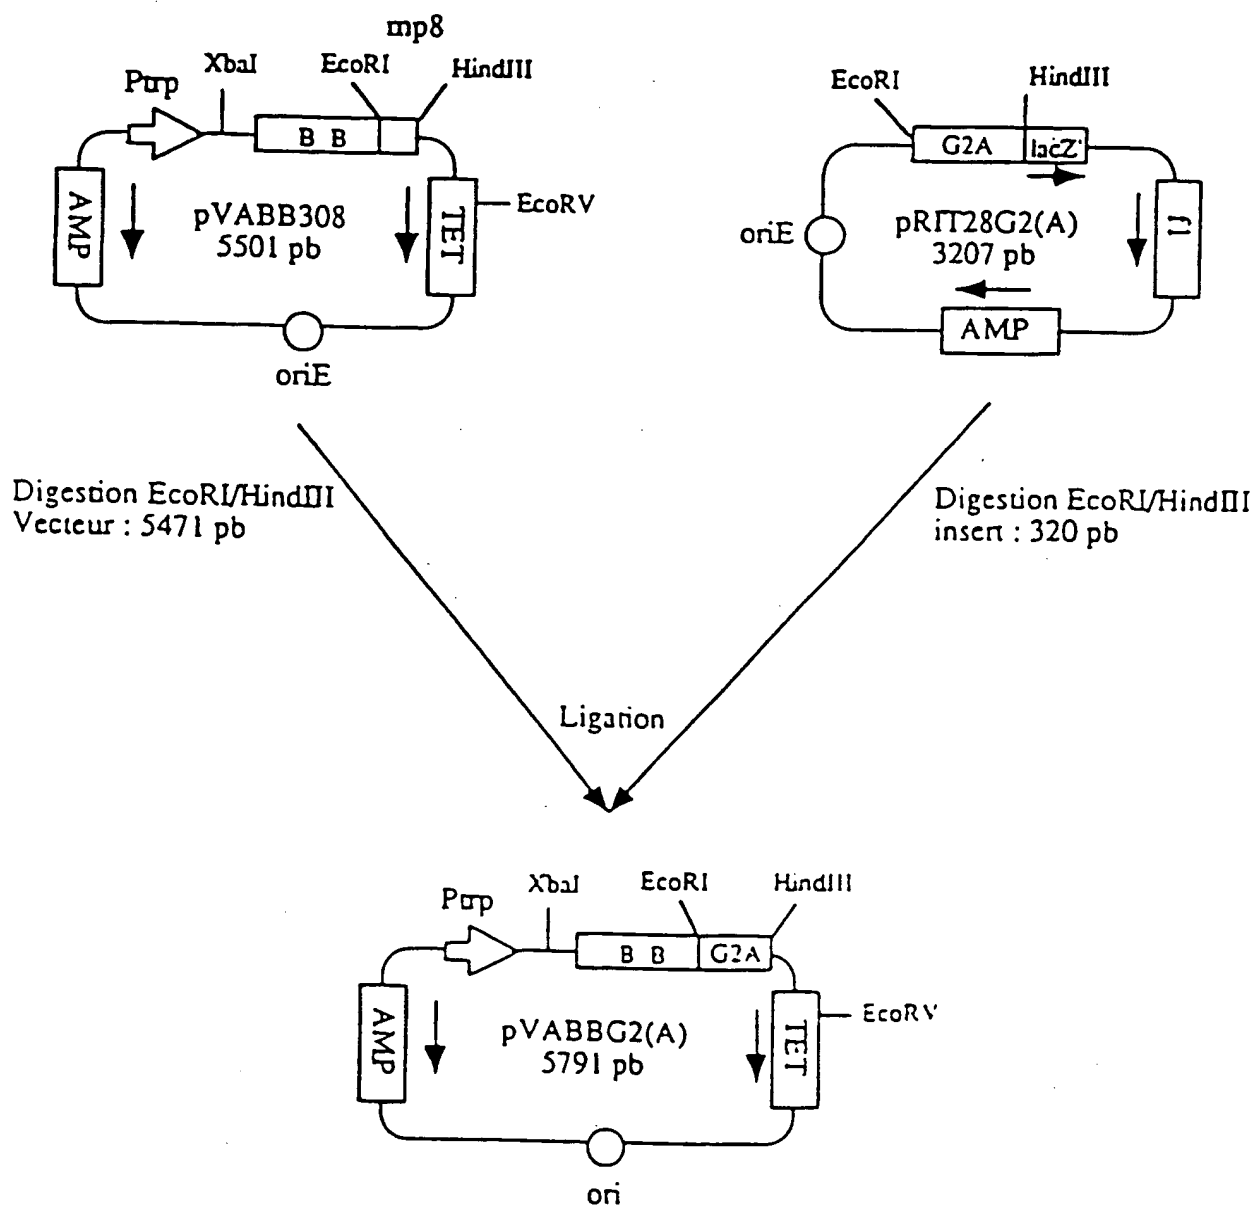 mp8
XbaI
EcoRI
HindIII
Ptrp
B B
AMP
TET
EcoRV
pVABB308
5501 pb
oriE
EcoRI
HindIII
G2A
lacZ'
oriE
pRIT28G2(A)
3207 pb
f1
AMP
Digestion EcoRI/HindIII
Vecteur : 5471 pb
Digestion EcoRI/HindIII
insert : 320 pb
Ligation
Ptrp
XbaI
EcoRI
HindIII
B B
G2A
AMP
TET
EcoRV
pVABBG2(A)
5791 pb
ori